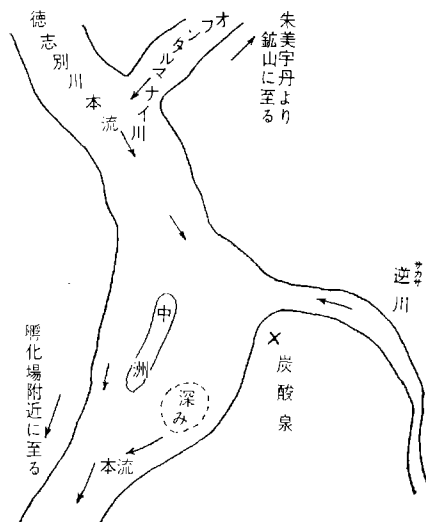 朱美宇丹より
鉱山に至る
オフンタルマナイ川
徳志別川本流
サカサ
逆川
中洲
炭酸泉
深み
本流
孵化場附近に至る